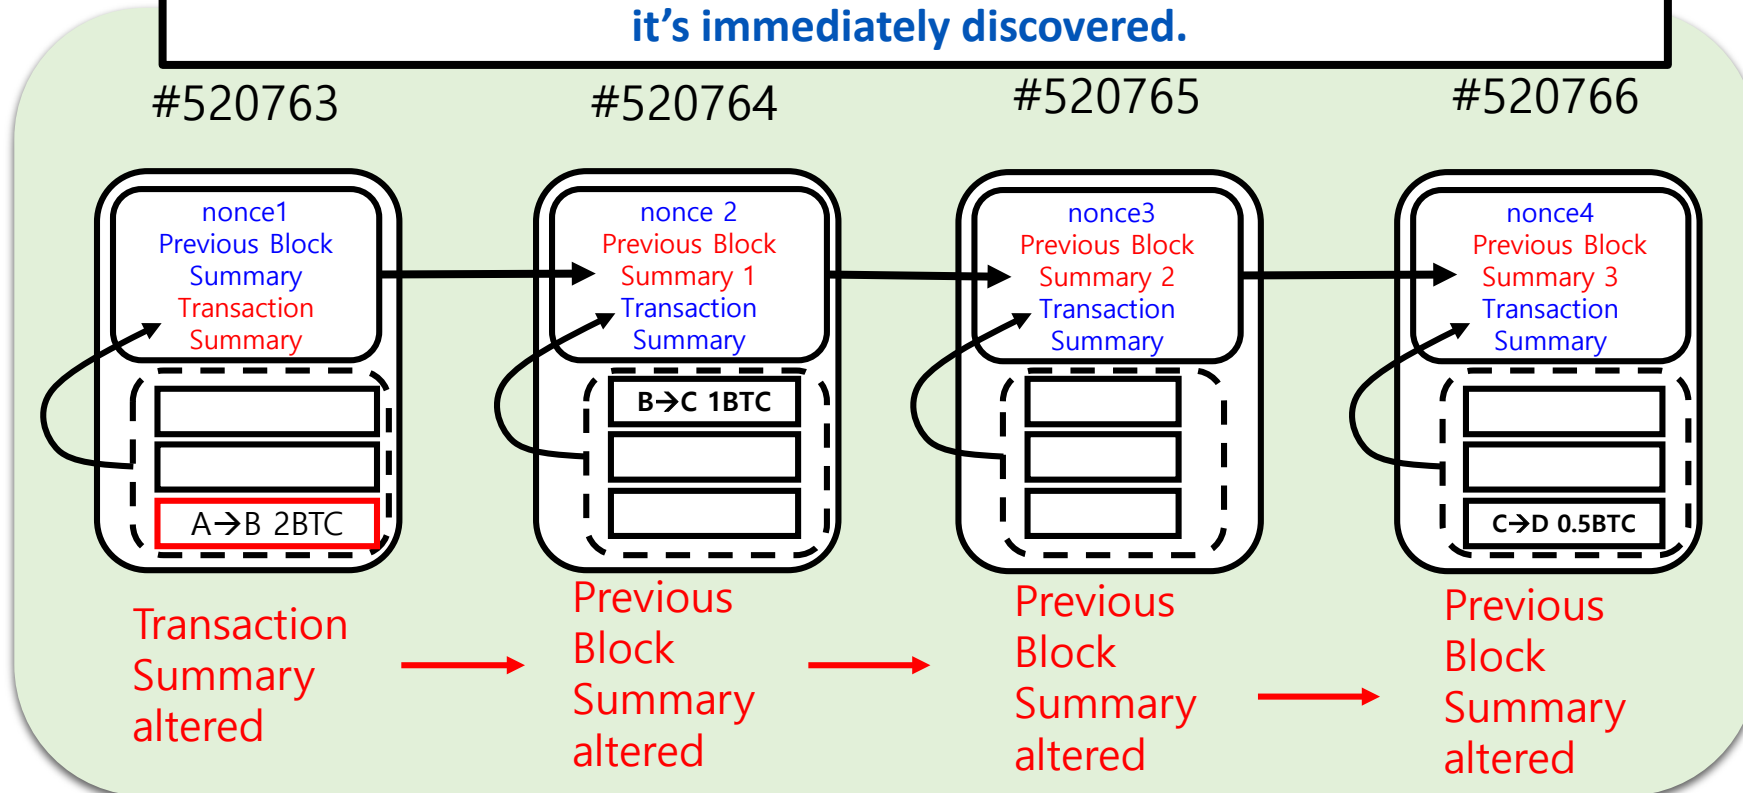 it’s immediately discovered.
#520763
#520764
#520765
#520766
nonce1
Previous Block
Summary
Transaction
Summary
nonce 2
Previous Block
Summary 1
Transaction
Summary
nonce3
Previous Block
Summary 2
Transaction
Summary
nonce4
Previous Block
Summary 3
Transaction
Summary
A→B 2BTC
B→C 1BTC
C→D 0.5BTC
Transaction
Summary
altered
Previous
Block
Summary
altered
Previous
Block
Summary
altered
Previous
Block
Summary
altered